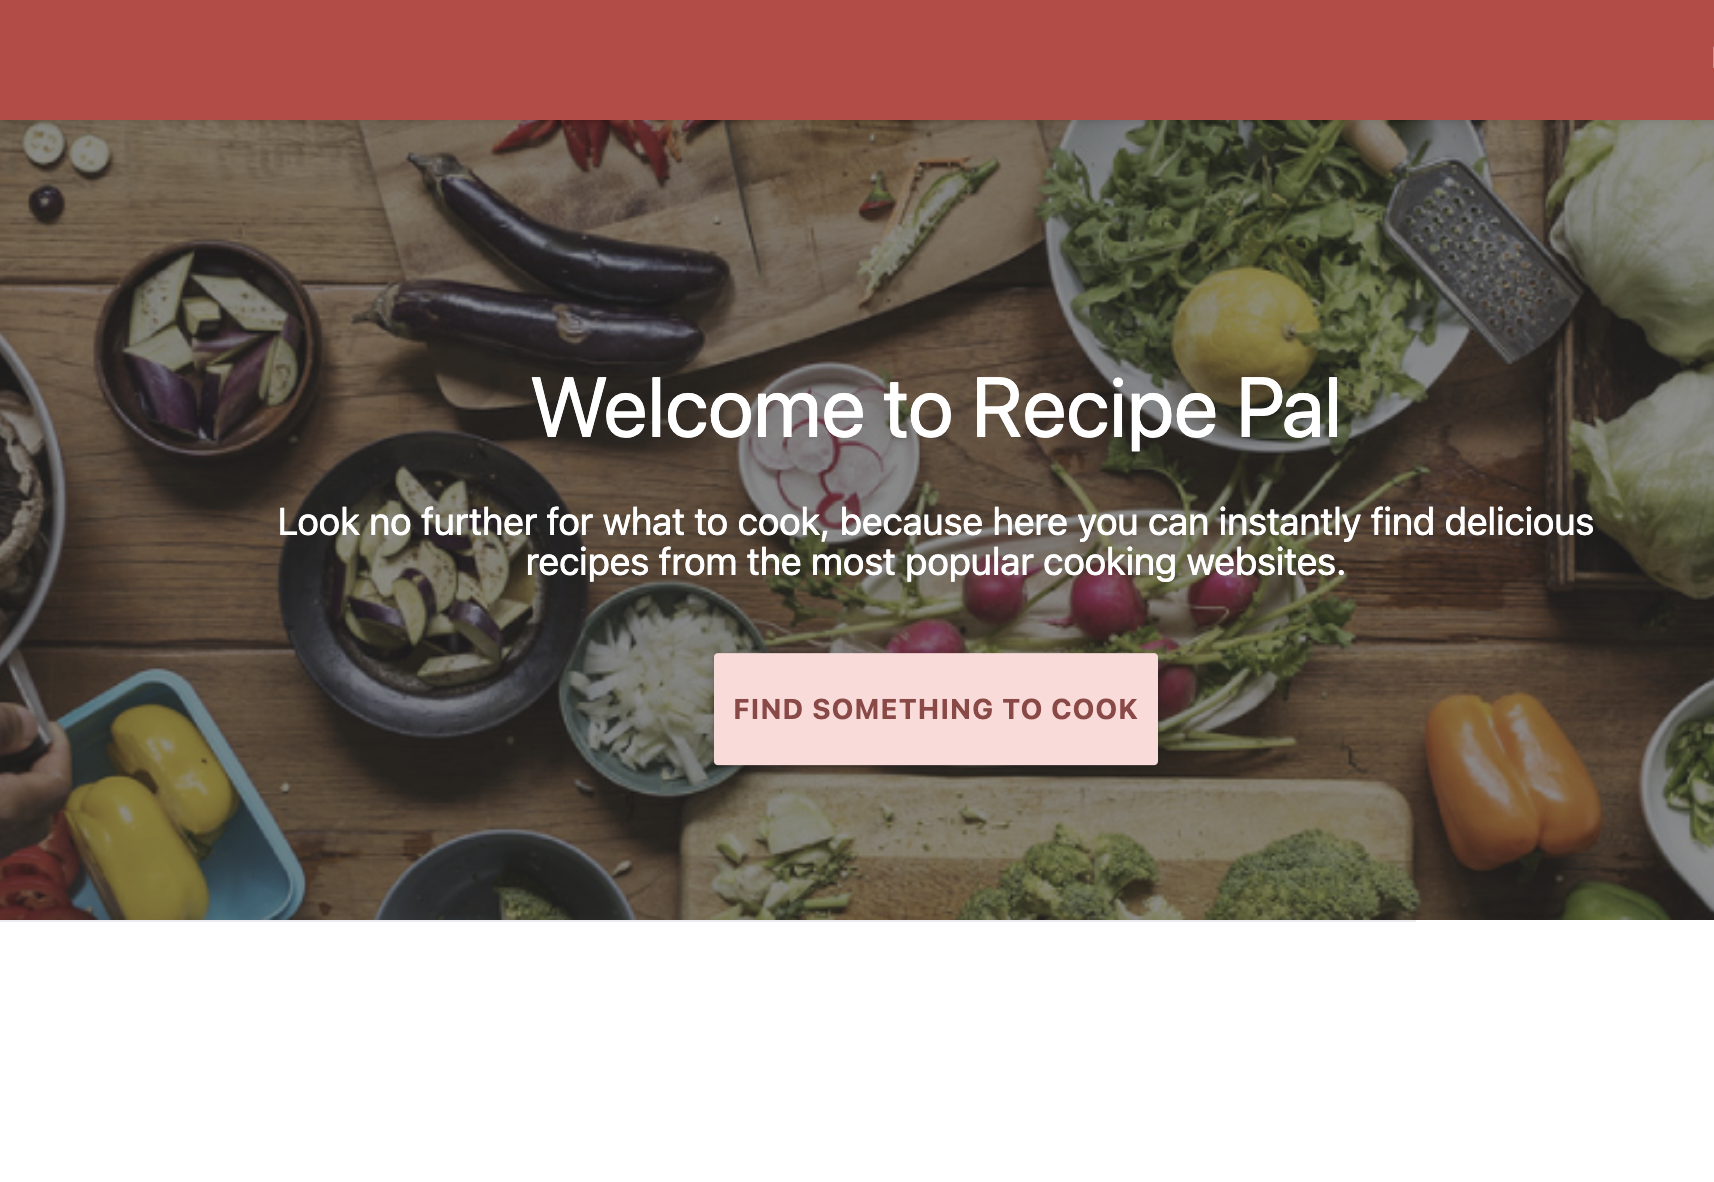 Welcome to Recipe Pal
Look no further for what to cook, because here you can instantly find delicious
recipes from the most popular cooking websites.
FIND SOMETHING TO COOK